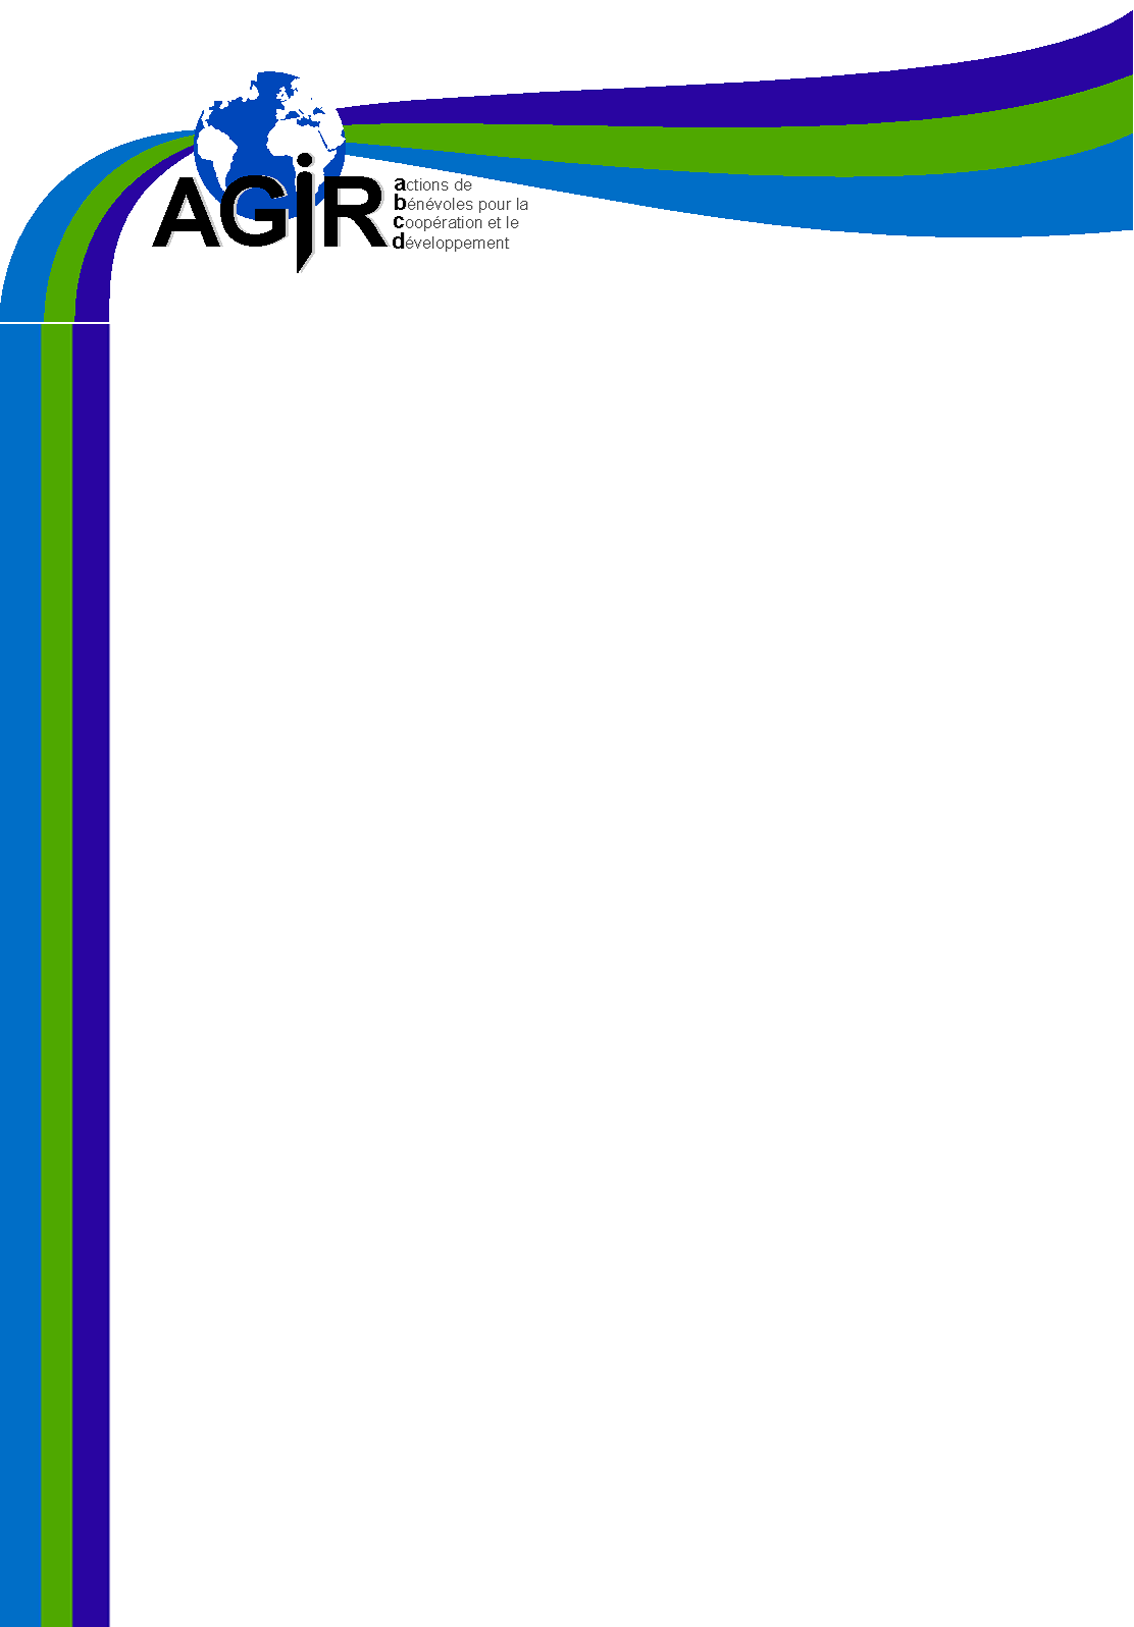 AGIR
actions de
bénévoles pour la
coopération et le
développement